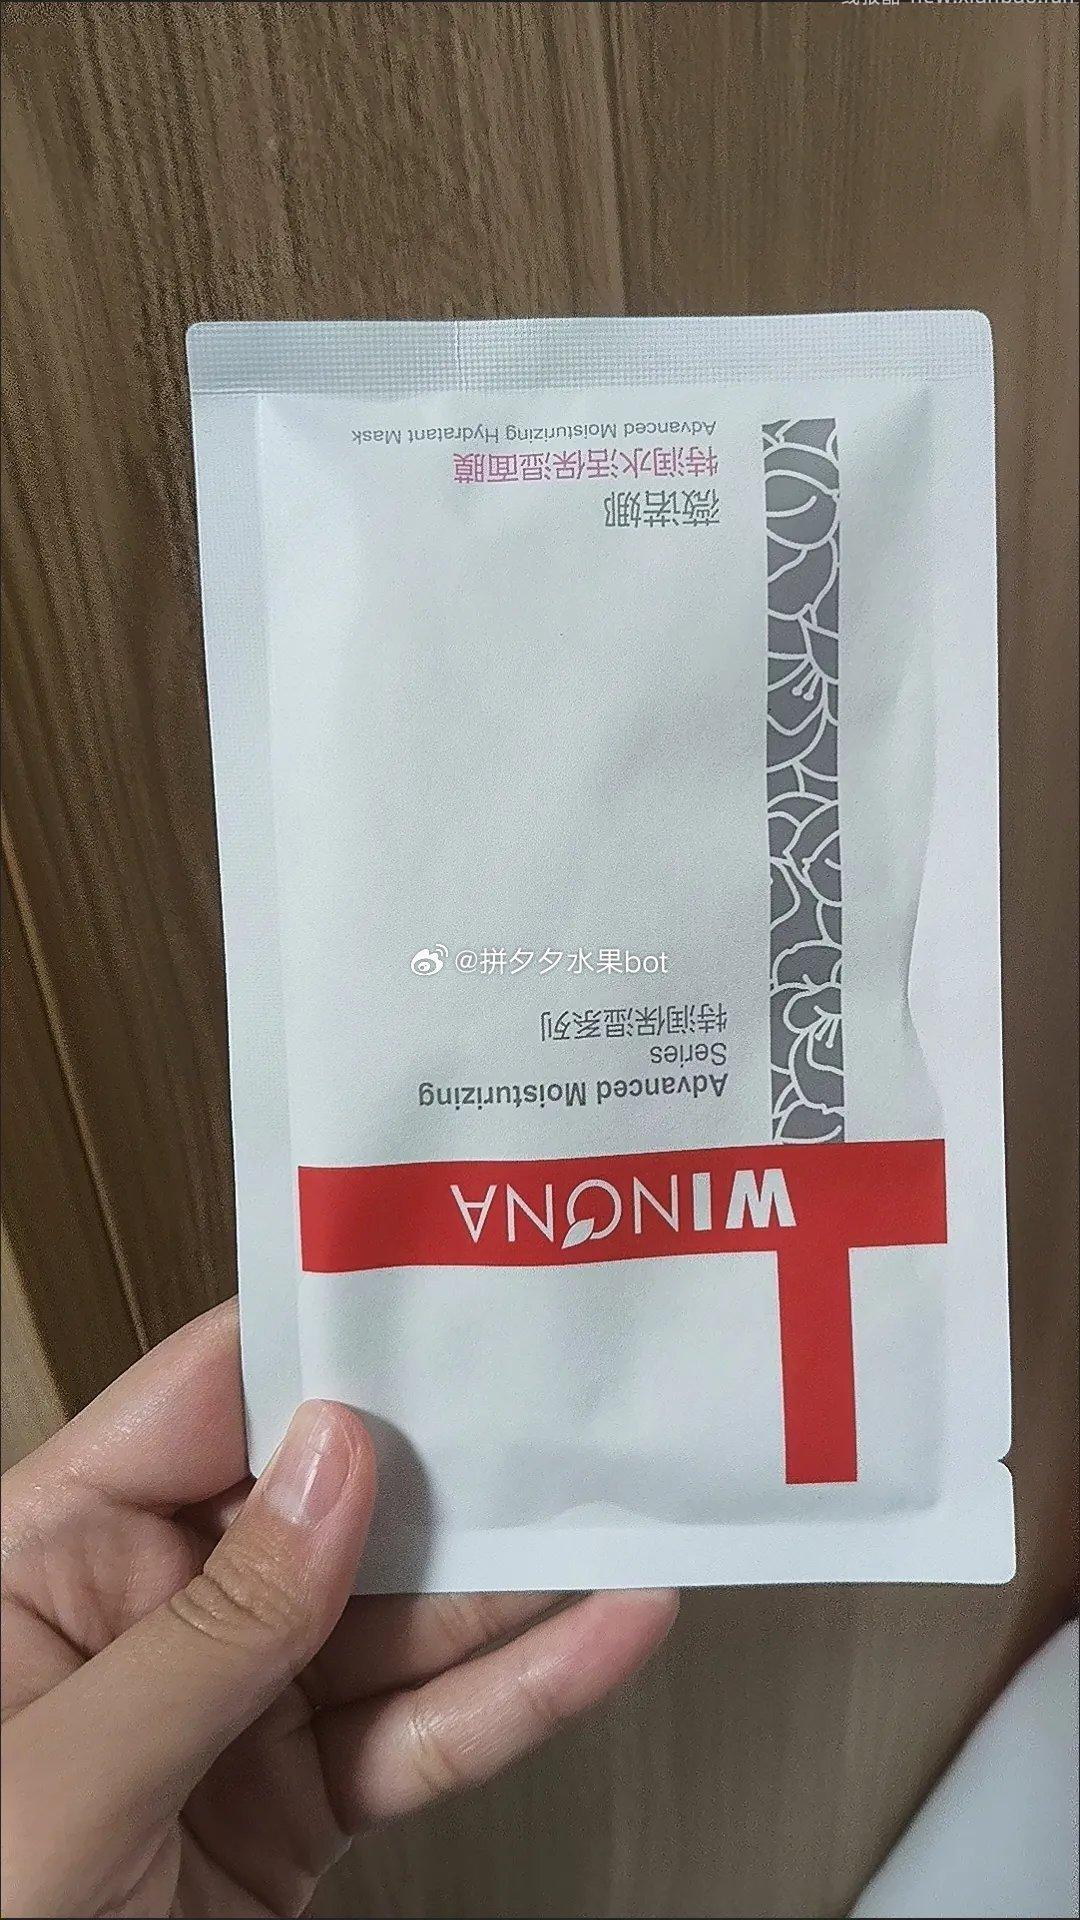 WINONA
Advanced Moisturizing
Series
特润保湿系列
薇诺娜
特润水活保湿面膜
Advanced Moisturizing Hydratant Mask
@拼夕夕水果bot